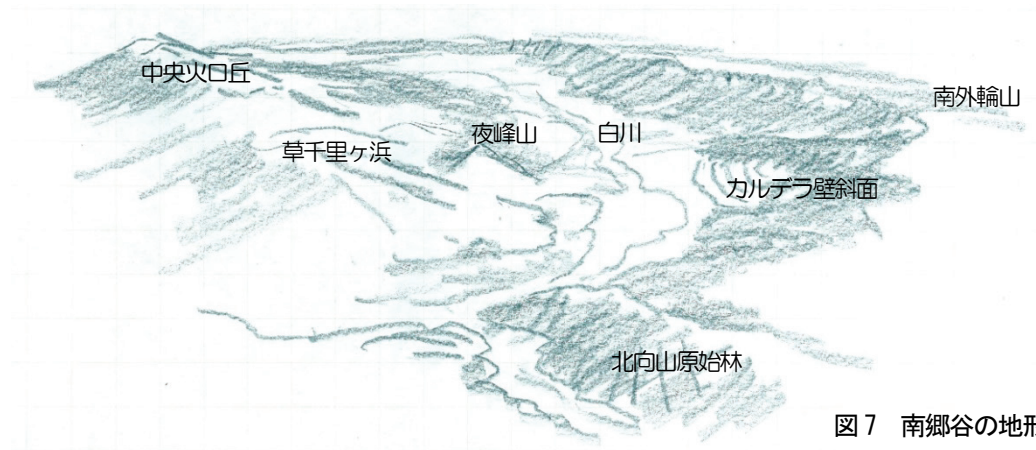 中央火口丘
南外輪山
草千里ヶ浜
夜峰山
白川
カルデラ壁斜面
北向山原始林
図7 南郷谷の地形